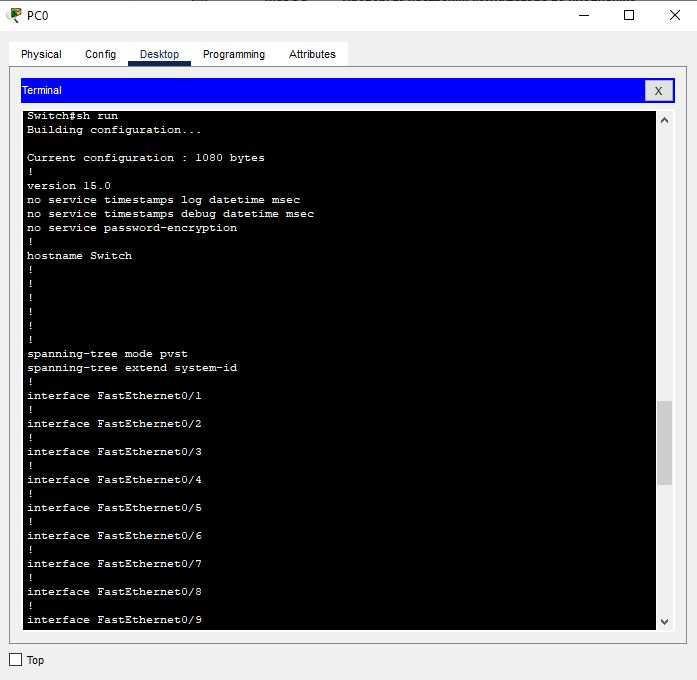 PC0
Physical Config Desktop Programming Attributes
Terminal
X
Switch#sh run
Building configuration...
Current configuration : 1080 bytes
!
version 15.0
no service timestamps log datetime msec
no service timestamps debug datetime msec
no service password-encryption
!
hostname Switch
!
!
!
!
!
!
spanning-tree mode pvst
spanning-tree extend system-id
!
interface FastEthernet0/1
!
interface FastEthernet0/2
!
interface FastEthernet0/3
!
interface FastEthernet0/4
!
interface FastEthernet0/5
!
interface FastEthernet0/6
!
interface FastEthernet0/7
!
interface FastEthernet0/8
!
interface FastEthernet0/9
Top